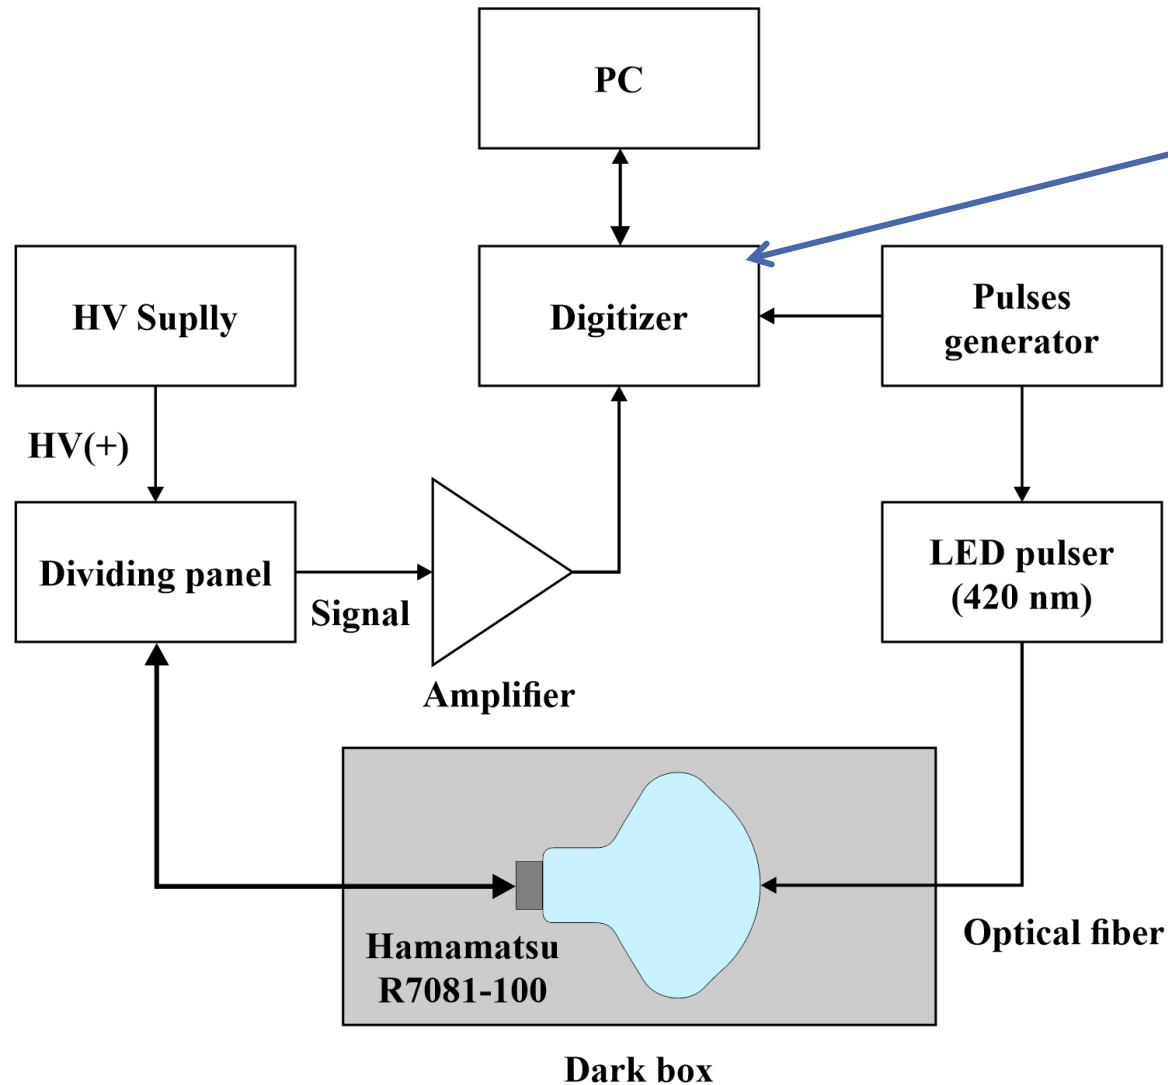 PC
HV Suplly
Digitizer
Pulses
generator
HV(+)
Dividing panel
Signal
Amplifier
LED pulser
(420 nm)
Hamamatsu
R7081-100
Optical fiber
Dark box